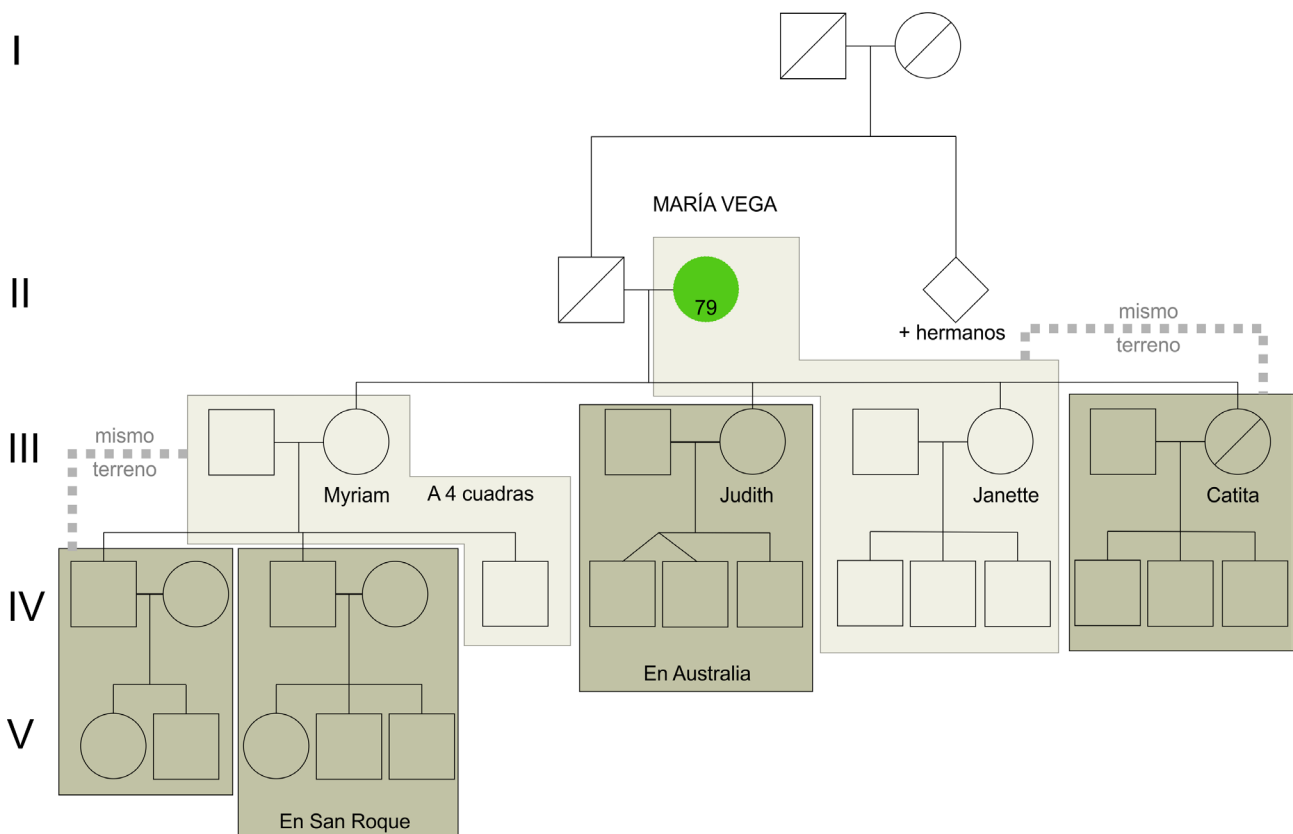 I
MARÍA VEGA
II
79
+ hermanos
mismo
terreno
III
mismo
terreno
Myriam
A 4 cuadras
Judith
Janette
Catita
IV
En Australia
V
En San Roque